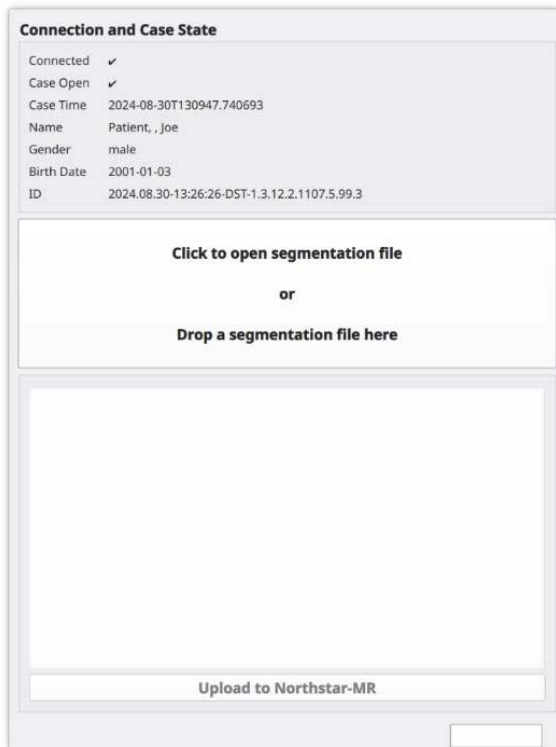 Connection and Case State
Connected ✔
Case Open ✔
Case Time 2024-08-30T130947.740693
Name Patient, , Joe
Gender male
Birth Date 2001-01-03
ID 2024.08.30-13:26:26-DST-1.3.12.2.1107.5.99.3
Click to open segmentation file
or
Drop a segmentation file here
Upload to Northstar-MR